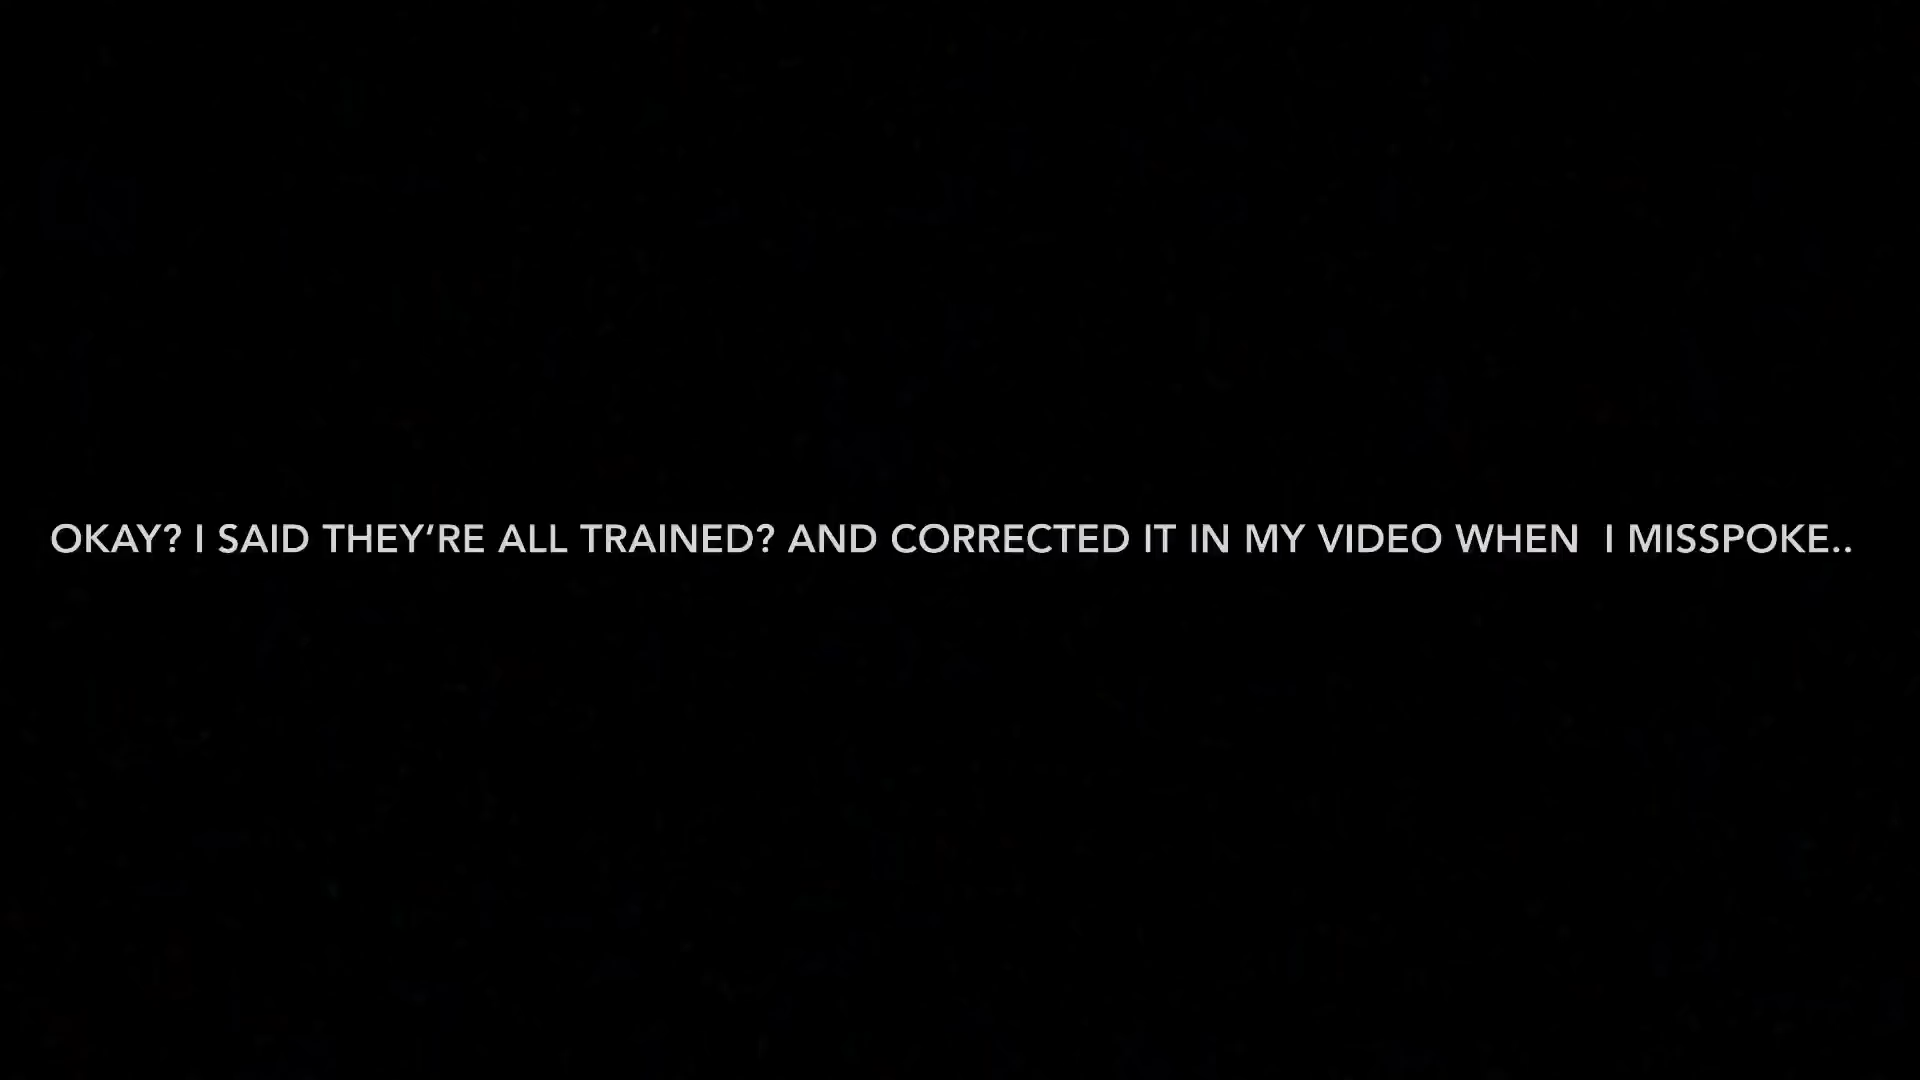 OKAY? I SAID THEY’RE ALL TRAINED? AND CORRECTED IT IN MY VIDEO WHEN  I MISSPOKE..